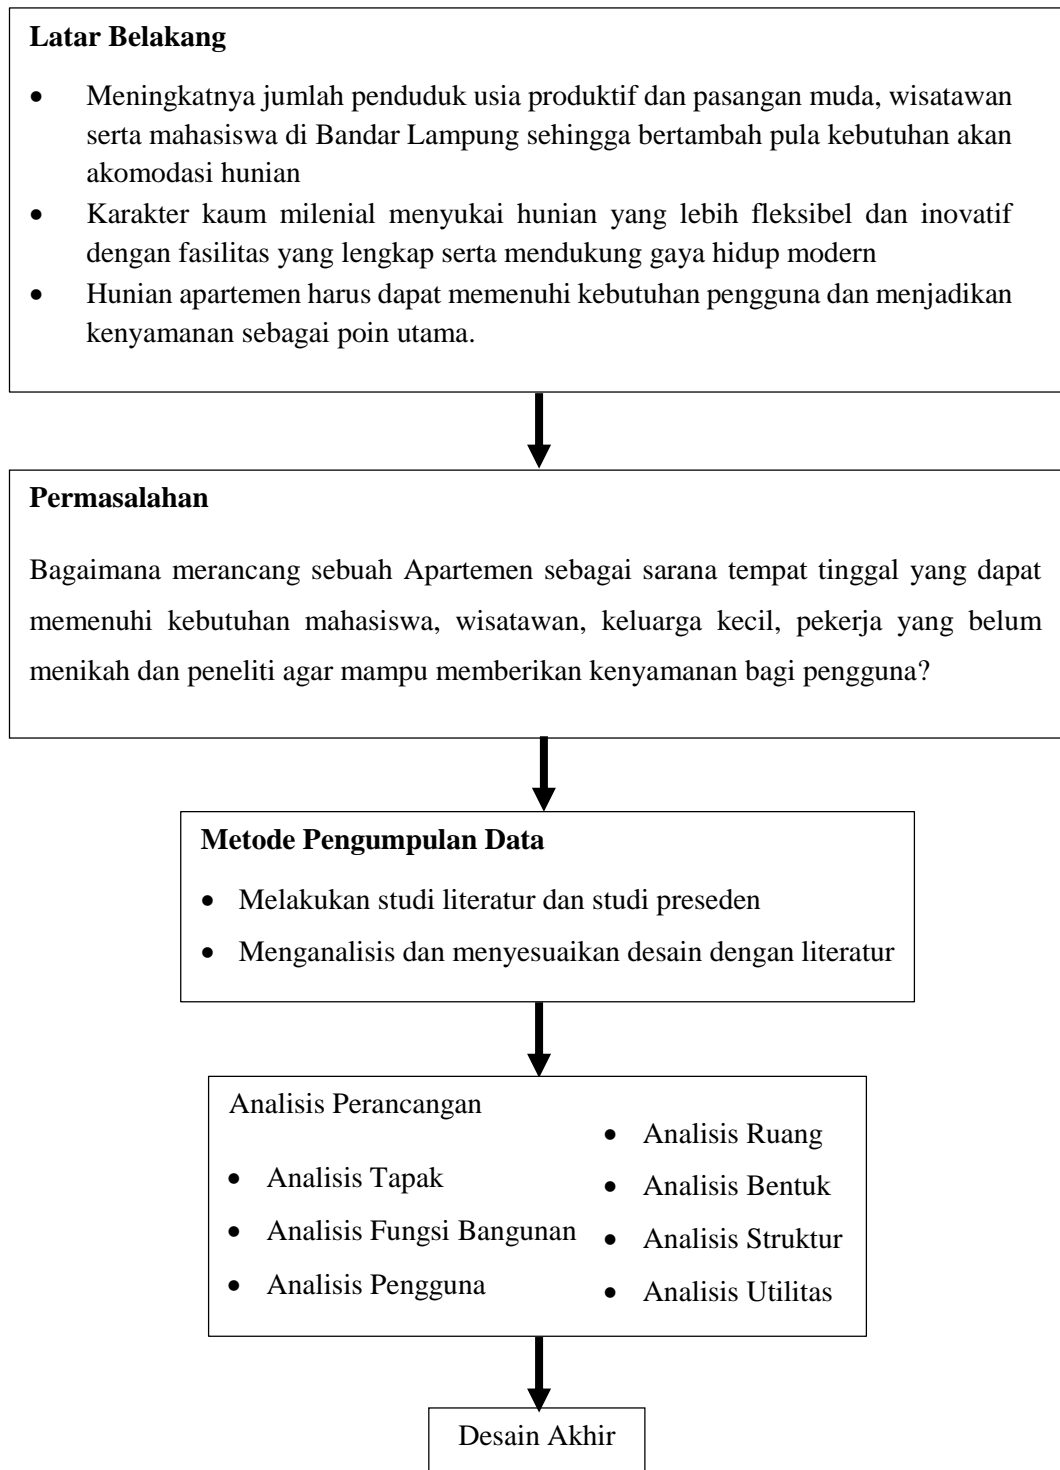 Latar Belakang
• Meningkatnya jumlah penduduk usia produktif dan pasangan muda, wisatawan
serta mahasiswa di Bandar Lampung sehingga bertambah pula kebutuhan akan
akomodasi hunian
• Karakter kaum milenial menyukai hunian yang lebih fleksibel dan inovatif
dengan fasilitas yang lengkap serta mendukung gaya hidup modern
• Hunian apartemen harus dapat memenuhi kebutuhan pengguna dan menjadikan
kenyamanan sebagai poin utama.
Permasalahan
Bagaimana merancang sebuah Apartemen sebagai sarana tempat tinggal yang dapat
memenuhi kebutuhan mahasiswa, wisatawan, keluarga kecil, pekerja yang belum
menikah dan peneliti agar mampu memberikan kenyamanan bagi pengguna?
Metode Pengumpulan Data
• Melakukan studi literatur dan studi preseden
• Menganalisis dan menyesuaikan desain dengan literatur
Analisis Perancangan
• Analisis Tapak
• Analisis Fungsi Bangunan
• Analisis Pengguna
• Analisis Ruang
• Analisis Bentuk
• Analisis Struktur
• Analisis Utilitas
Desain Akhir